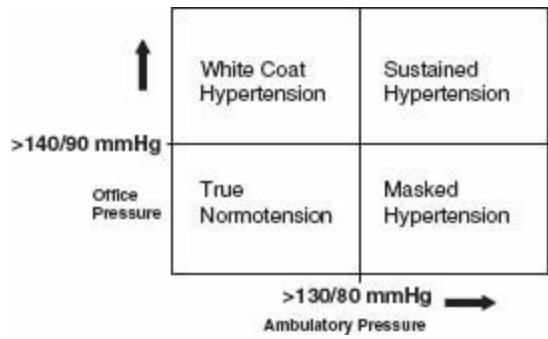 White Coat
Hypertension
Sustained
Hypertension
>140/90 mmHg
Office
Pressure
True
Normotension
Masked
Hypertension
>130/80 mmHg
Ambulatory Pressure